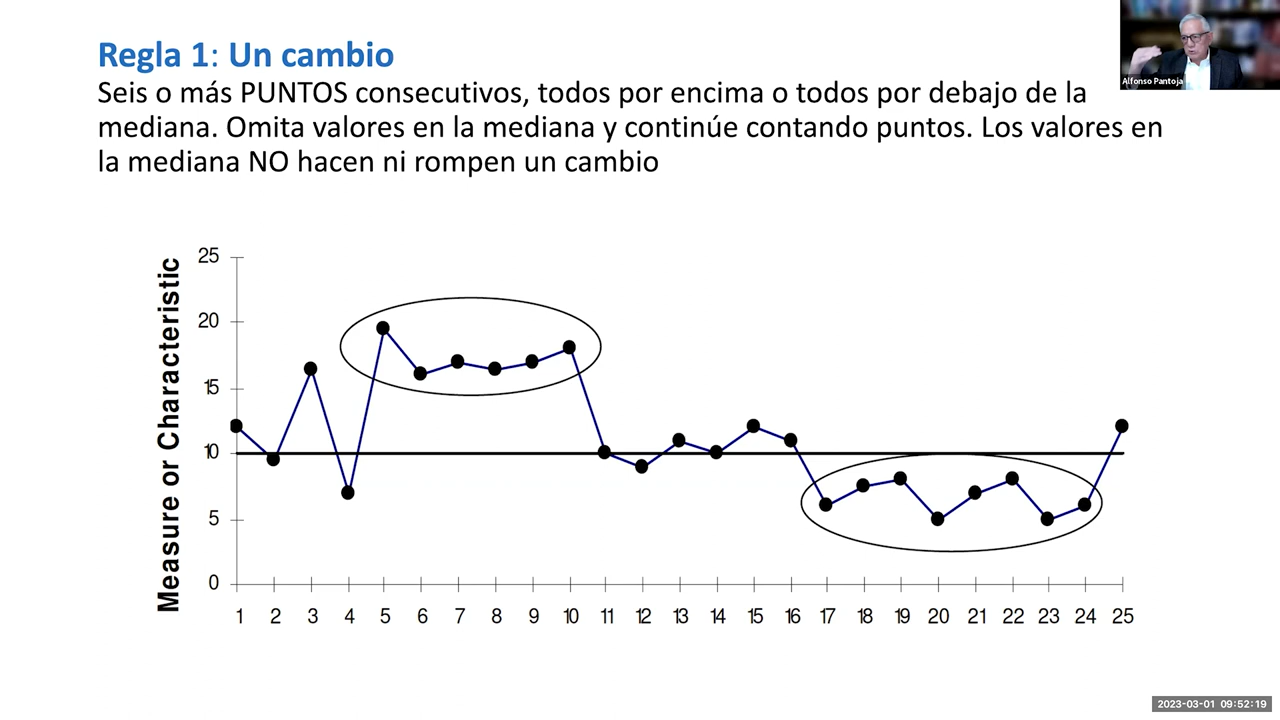 Regla 1: Un cambio
Seis o más PUNTOS consecutivos, todos por encima o todos por debajo de la
mediana. Omita valores en la mediana y continúe contando puntos. Los valores en
la mediana NO hacen ni rompen un cambio
Alfonso Pantoja
Measure or Characteristic
25
20
15
10
5
0
1 2 3 4 5 6 7 8 9 10 11 12 13 14 15 16 17 18 19 20 21 22 23 24 25
2023-03-01 09:52:19